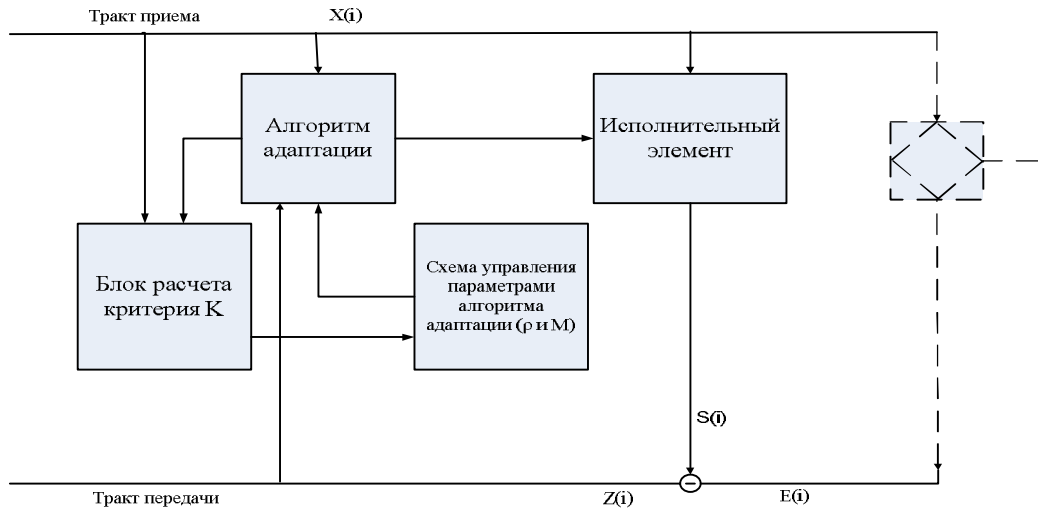 Тракт приема
X(i)
Алгоритм
адаптации
Исполнительный
элемент
Блок расчета
критерия K
Схема управления
параметрами
алгоритма
адаптации (ρ и M)
S(i)
−
Тракт передачи
Z(i)
E(i)